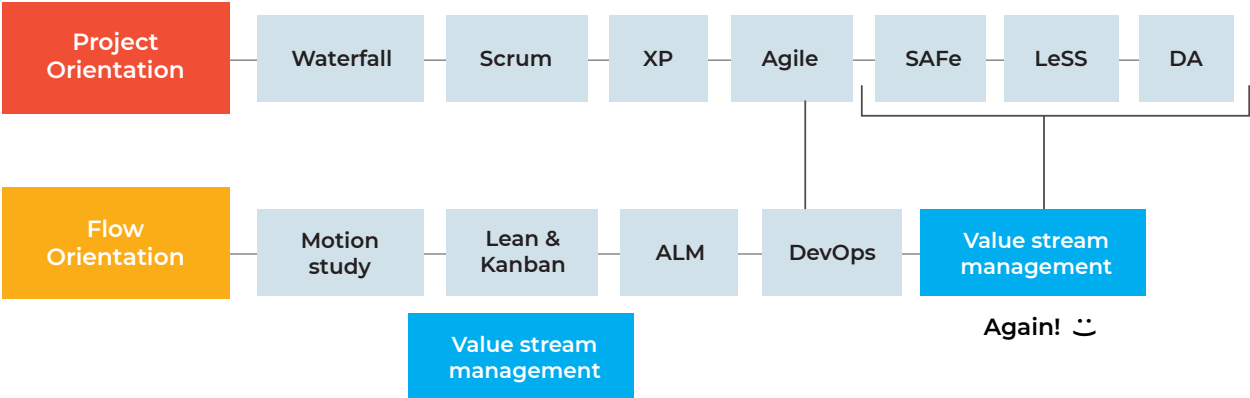 Project
Orientation
Waterfall
Scrum
XP
Agile
SAFe
LeSS
DA
Flow
Orientation
Motion
study
Lean &
Kanban
ALM
DevOps
Value stream
management
Again!
Value stream
management